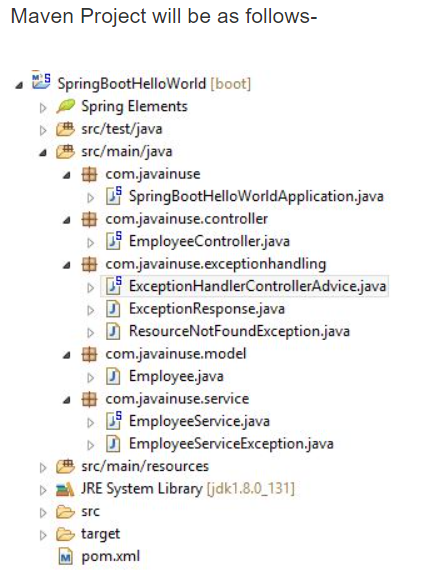 Maven Project will be as follows-
SpringBootHelloWorld [boot]
Spring Elements
src/test/java
src/main/java
com.javainuse
SpringBootHelloWorldApplication.java
com.javainuse.controller
EmployeeController.java
com.javainuse.exceptionhandling
ExceptionHandlerControllerAdvice.java
ExceptionResponse.java
ResourceNotFoundException.java
com.javainuse.model
Employee.java
com.javainuse.service
EmployeeService.java
EmployeeServiceException.java
src/main/resources
JRE System Library [jdk1.8.0_131]
src
target
pom.xml